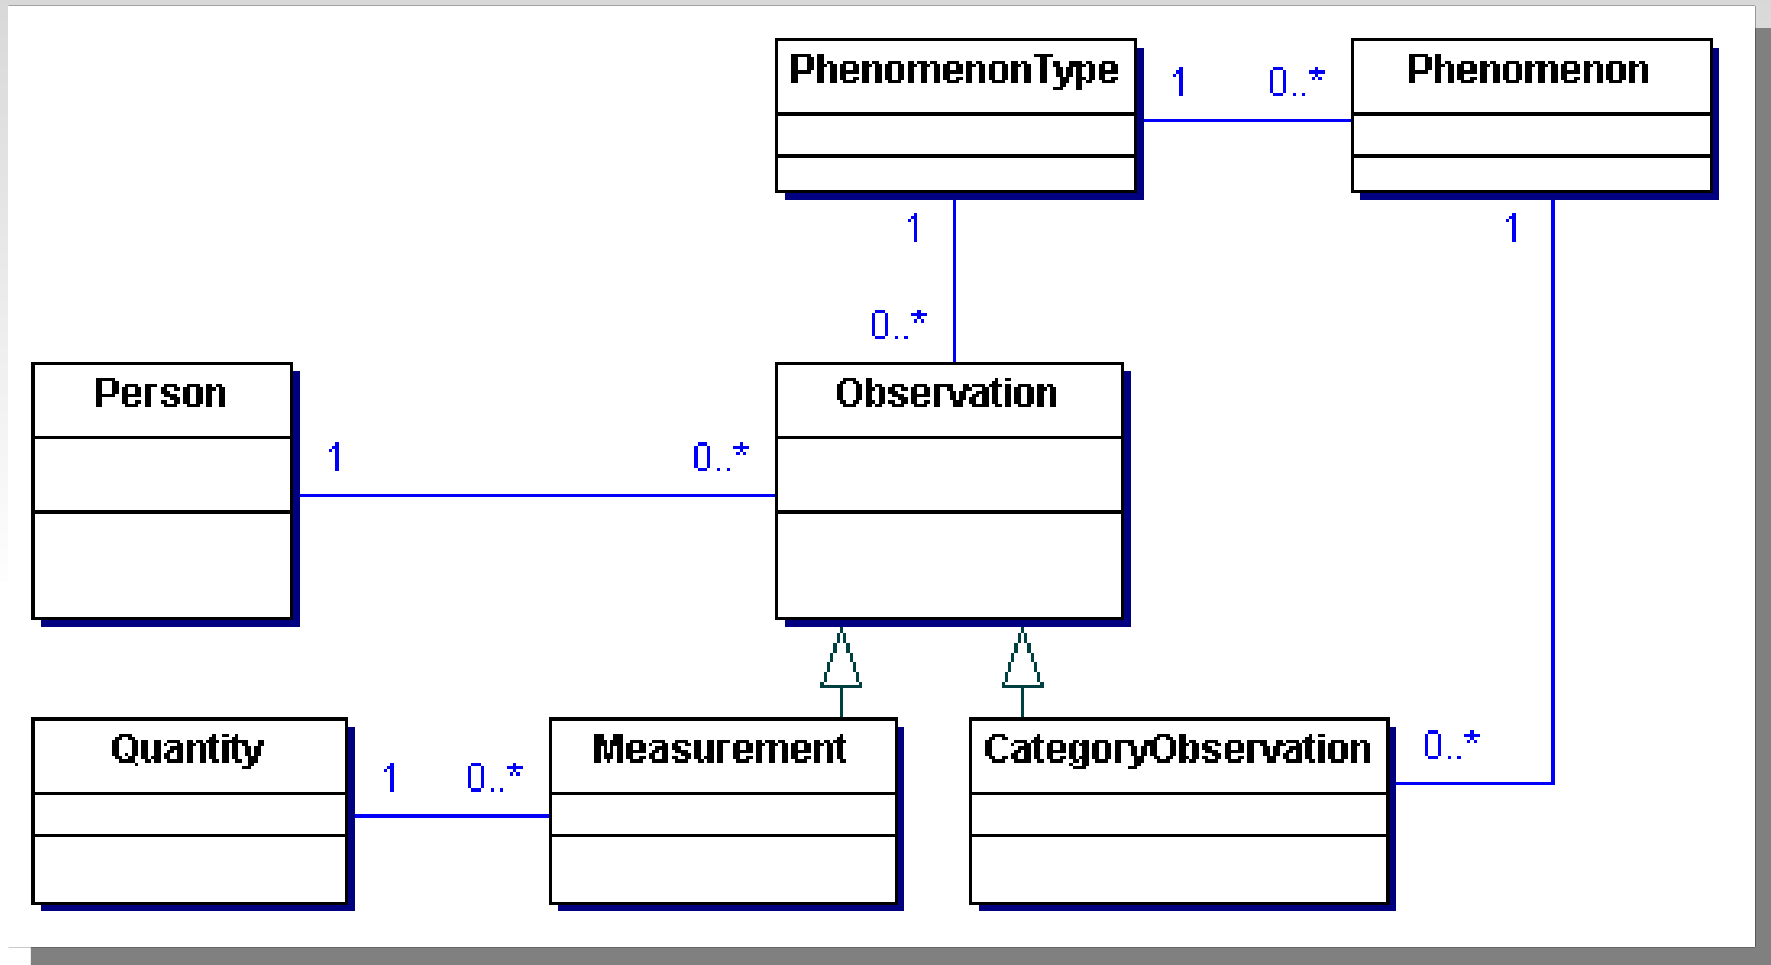 PhenomenonType
1
0..*
Phenomenon
1
1
0..*
Person
1
0..*
Observation
Quantity
1
0..*
Measurement
CategoryObservation
0..*